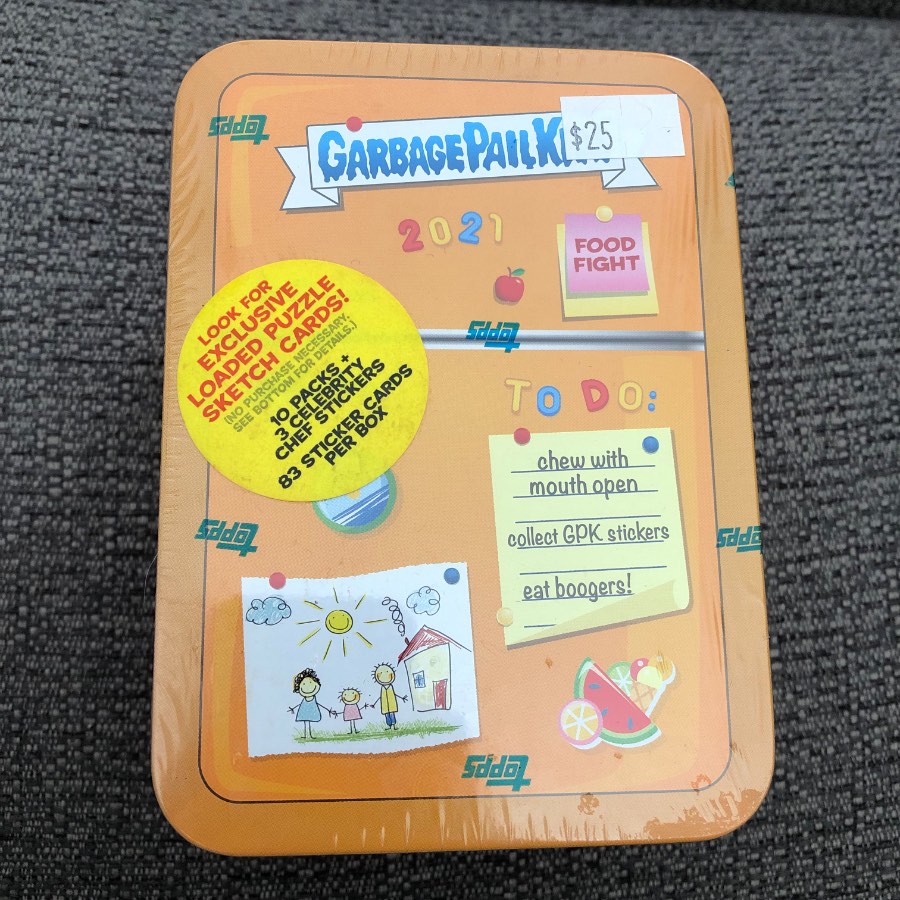 Topps
GARBAGE PAIL
$25
2021
FOOD
FIGHT
LOOK FOR
EXCLUSIVE
LOADED PUZZLE
SKETCH CARDS!
(NO PURCHASE NECESSARY.
SEE BOTTOM FOR DETAILS.)
10 PACKS +
3 CELEBRITY
CHEF STICKERS
83 STICKER CARDS
PER BOX
Topps
TO DO:
chew with
mouth open
collect GPK stickers
eat boogers!
Topps
Topps
Topps